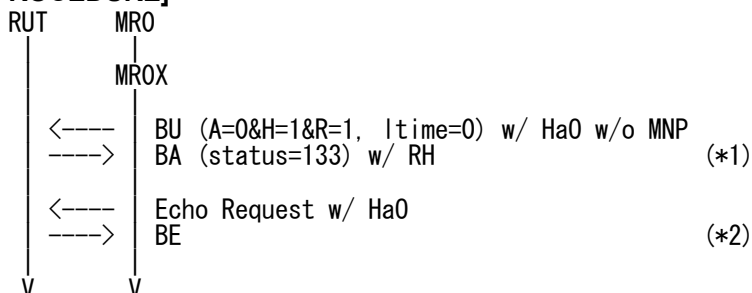 ROCEDURE]
RUT MR0
MR0X
<---- BU (A=0&H=1&R=1, ltime=0) w/ HaO w/o MNP
----> BA (status=133) w/ RH (*1)
<---- Echo Request w/ HaO
----> BE (*2)
V V